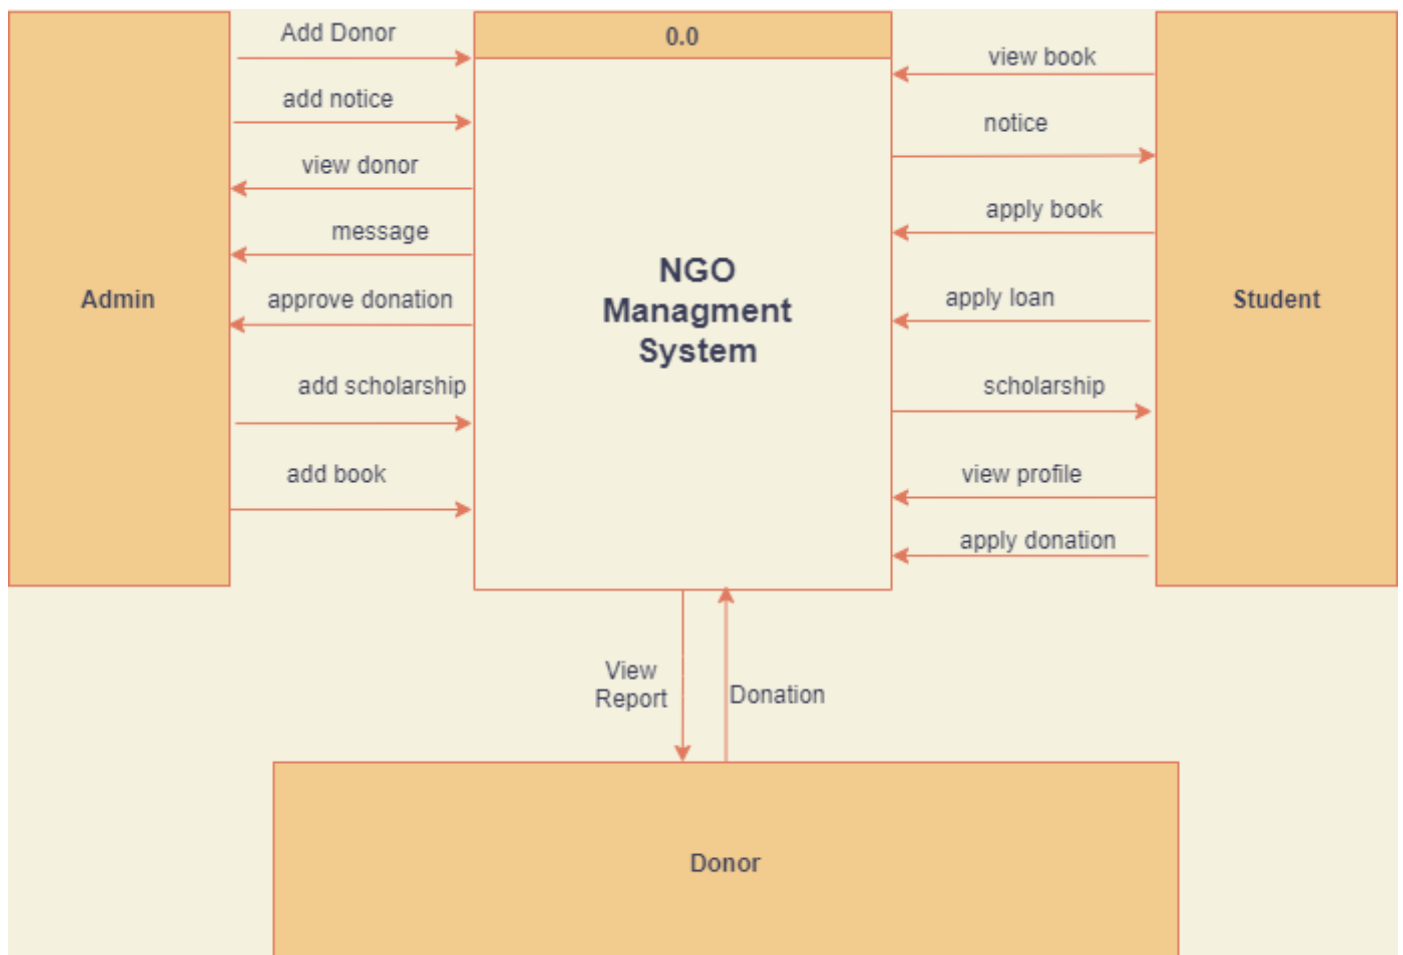 Add Donor
add notice
view donor
message
approve donation
add scholarship
add book
Admin
0.0
NGO
Managment
System
view book
notice
apply book
apply loan
scholarship
view profile
apply donation
Student
View
Report
Donation
Donor